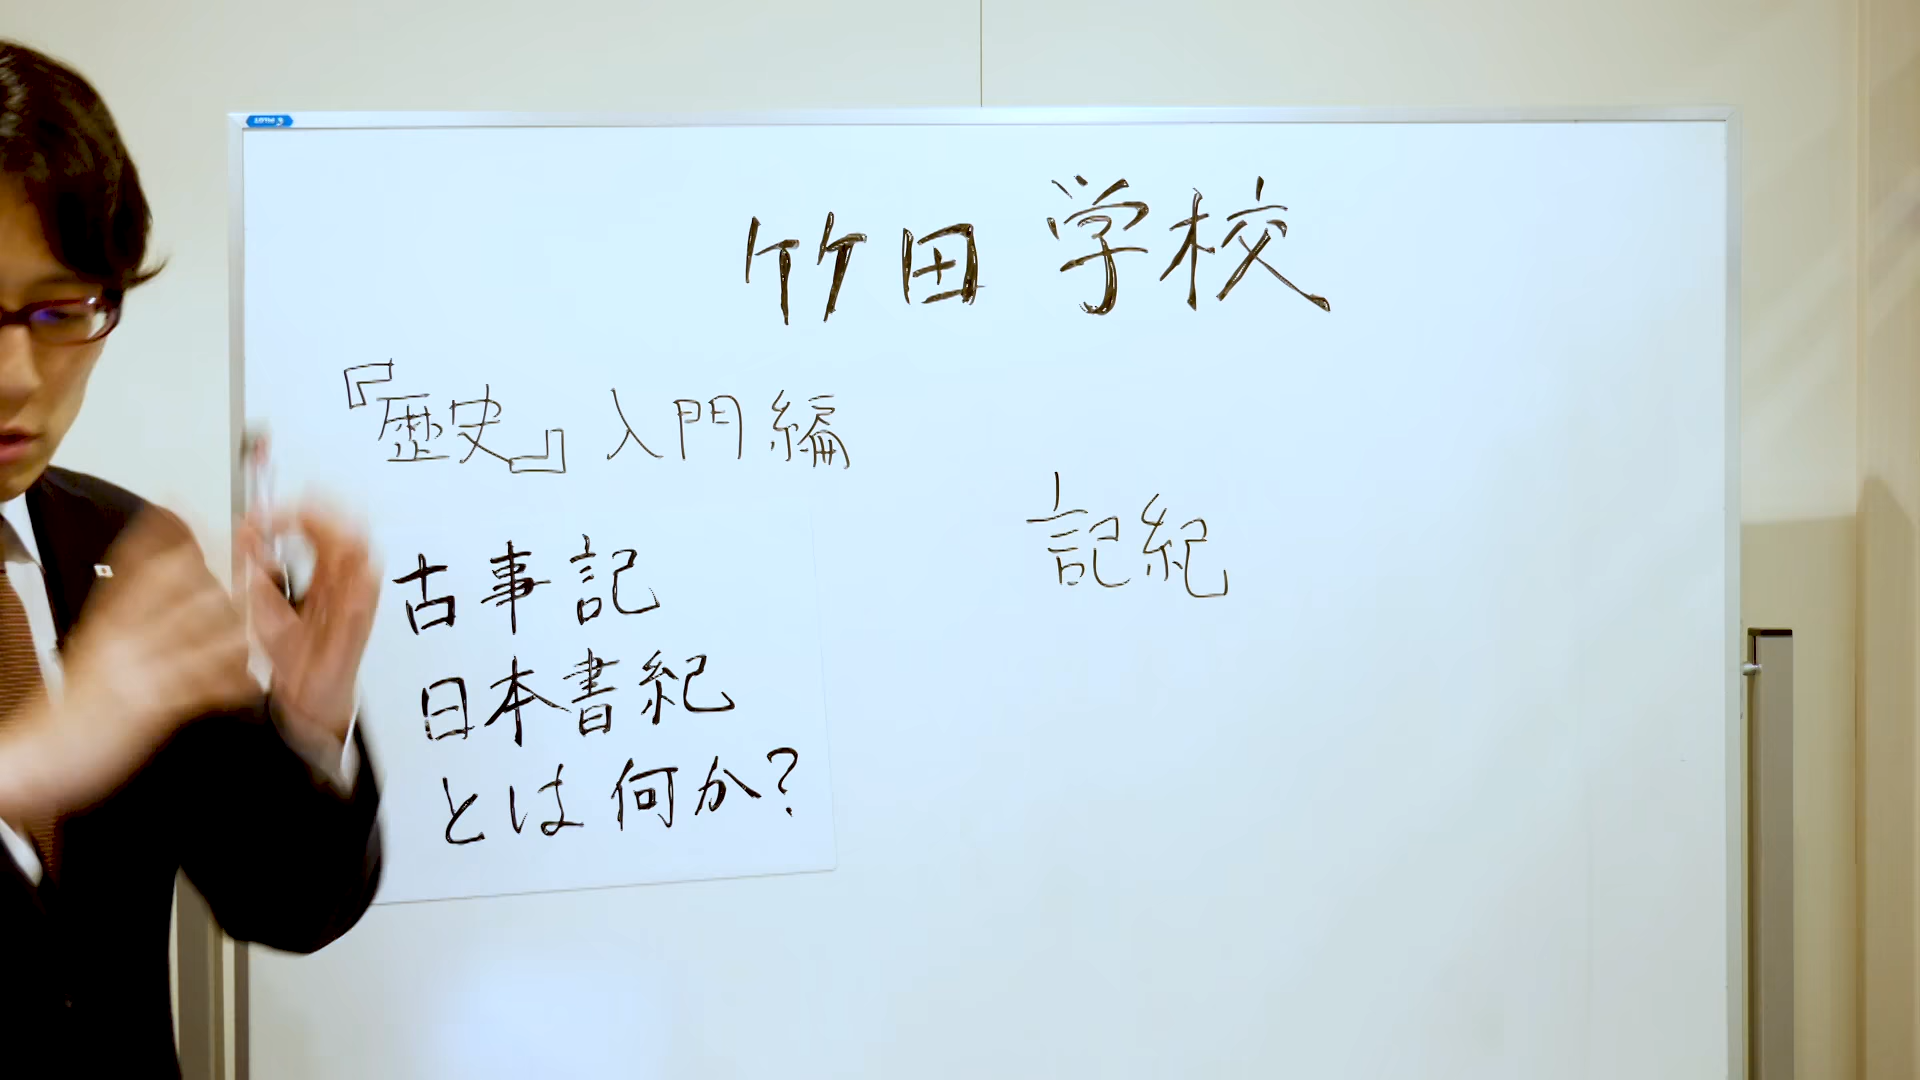 竹田学校
『歴史』入門編
古事記
日本書紀
とは何か?
記紀